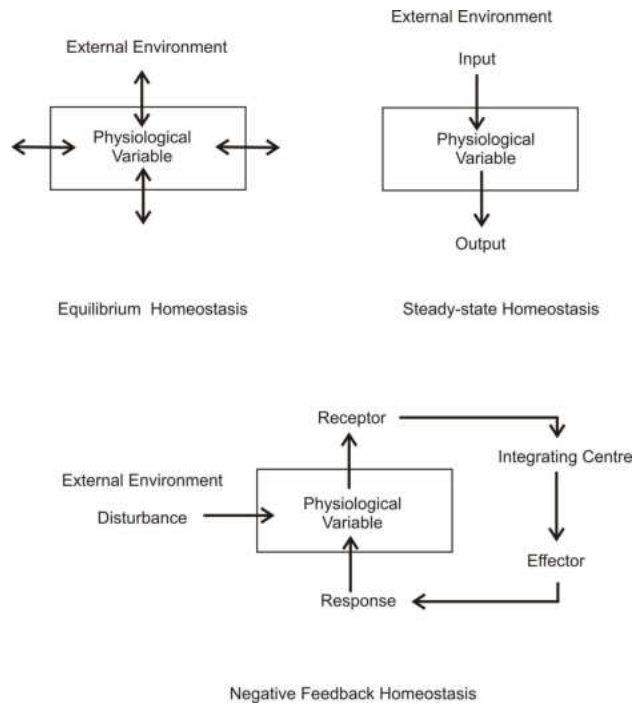 External Environment
Physiological
Variable
Equilibrium Homeostasis
External Environment
Input
Physiological
Variable
Output
Steady-state Homeostasis
Receptor
Integrating Centre
External Environment
Disturbance
Physiological
Variable
Effector
Response
Negative Feedback Homeostasis